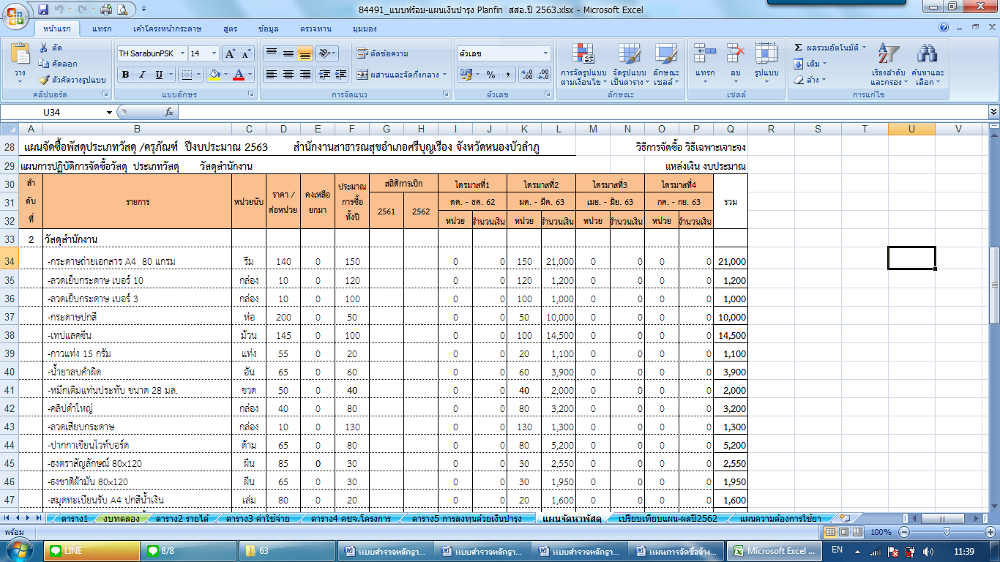 84491_แบบฟร้อม-แผนเงินบำรุง Planfin สสอ.ปี 2563.xlsx - Microsoft Excel
หน้าแรก แทรก เค้าโครงหน้ากระดาษ สูตร ข้อมูล ตรวจทาน มุมมอง
วาง ตัด คัดลอก ตัวคัดวางรูปแบบ
TH SarabunPSK 14 ตัดข้อความ ผสานและจัดกึ่งกลาง ตัวเลข
B I U A
การจัดรูปแบบตามเงื่อนไข จัดรูปแบบเป็นตาราง ลักษณะเซลล์ แทรก ลบ รูปแบบ
Σ ผลรวมอัตโนมัติ เติม ล้าง เรียงลำดับและกรอง ค้นหาและเลือก
คลิปบอร์ด แบบอักษร การจัดแนว ตัวเลข ลักษณะ เซลล์ การแก้ไข
U34 fx
A B C D E F G H I J K L M N O P Q R S T U V
28 แผนจัดซื้อพัสดุประเภทวัสดุ /ครุภัณฑ์ ปีงบประมาณ 2563 สำนักงานสาธารณสุขอำเภอศรีบุญเรือง จังหวัดหนองบัวลำภู วิธีการจัดซื้อ วิธีเฉพาะเจาะจง
29 แผนการปฏิบัติการจัดซื้อวัสดุ ประเภทวัสดุ วัสดุสำนักงาน แหล่งเงิน งบประมาณ
30 ลำดับที่ รายการ หน่วยนับ ราคา /ต่อหน่วย คงเหลือยกมา ประมาณการซื้อทั้งปี สถิติการเบิก ไตรมาสที่1 ไตรมาสที่2 ไตรมาสที่3 ไตรมาสที่4 รวม
31 2561 2562 ตค. - ธค. 62 มค. - มีค. 63 เมย. - มิย. 63 กค. - กย. 63
32 หน่วย จำนวนเงิน หน่วย จำนวนเงิน หน่วย จำนวนเงิน หน่วย จำนวนเงิน
33 2 วัสดุสำนักงาน
34 -กระดาษถ่ายเอกสาร A4 80 แกรม รีม 140 0 150 0 0 150 21,000 0 0 0 0 21,000
35 -ลวดเย็บกระดาษ เบอร์ 10 กล่อง 10 0 120 0 0 120 1,200 0 0 0 0 1,200
36 -ลวดเย็บกระดาษ เบอร์ 3 กล่อง 10 0 100 0 0 100 1,000 0 0 0 0 1,000
37 -กระดาษปกสี ห่อ 200 0 50 0 0 50 10,000 0 0 0 0 10,000
38 -เทปแลคซีน ม้วน 145 0 100 0 0 100 14,500 0 0 0 0 14,500
39 -กาวแท่ง 15 กรัม แท่ง 55 0 20 0 0 20 1,100 0 0 0 0 1,100
40 -น้ำยาลบคำผิด อัน 65 0 60 0 0 60 3,900 0 0 0 0 3,900
41 -หมึกเติมแท่นประทับ ขนาด 28 มล. ขวด 50 0 40 0 0 40 2,000 0 0 0 0 2,000
42 -คลิปดำใหญ่ กล่อง 40 0 80 0 0 80 3,200 0 0 0 0 3,200
43 -ลวดเสียบกระดาษ กล่อง 10 0 130 0 0 130 1,300 0 0 0 0 1,300
44 -ปากกาเขียนไวท์บอร์ด ด้าม 65 0 80 0 0 80 5,200 0 0 0 0 5,200
45 -ธงตราสัญลักษณ์ 80x120 ผืน 85 0 30 0 0 30 2,550 0 0 0 0 2,550
46 -ธงชาติผ้ามัน 80x120 ผืน 65 0 30 0 0 30 1,950 0 0 0 0 1,950
47 -สมุดทะเบียนรับ A4 ปกสีน้ำเงิน เล่ม 80 0 20 0 0 20 1,600 0 0 0 0 1,600
ตาราง1 งบทดลอง ตาราง2 รายได้ ตาราง3 ค่าใช้จ่าย ตาราง4 คชจ.โครงการ ตาราง5 การลงทุนด้วยเงินบำรุง แผนจัดหาพัสดุ เปรียบเทียบแผน-ผลปี2562 แผนความต้องการใช้ยา
พร้อม 100%
LINE 8/8 63 แบบสำรวจหลักฐา... แบบสำรวจหลักฐา... แบบสำรวจหลักฐา... แผนการจัดซื้อจ้าง... Microsoft Excel ... EN 11:39